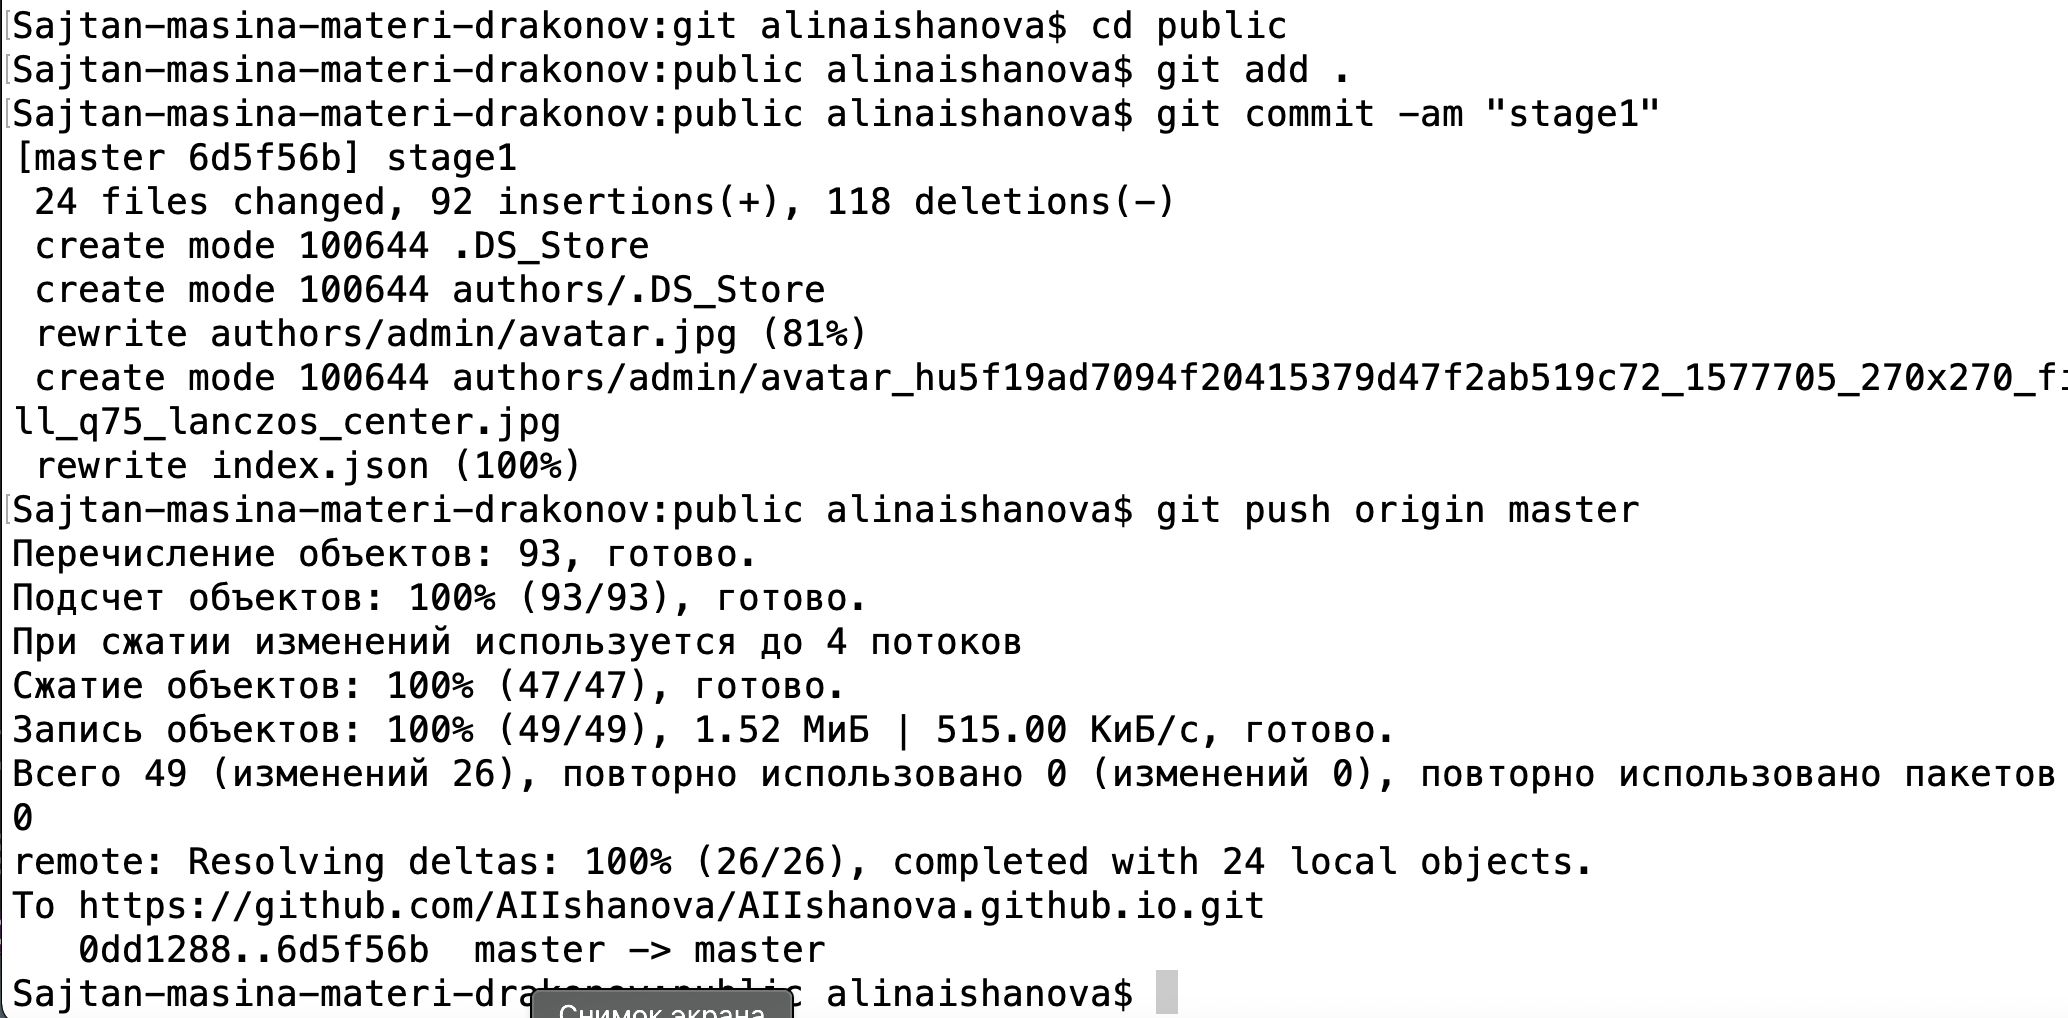 Sajtan-masina-materi-drakonov:git alinaishanova$ cd public
Sajtan-masina-materi-drakonov:public alinaishanova$ git add .
Sajtan-masina-materi-drakonov:public alinaishanova$ git commit -am "stage1"
[master 6d5f56b] stage1
24 files changed, 92 insertions(+), 118 deletions(-)
create mode 100644 .DS_Store
create mode 100644 authors/.DS_Store
rewrite authors/admin/avatar.jpg (81%)
create mode 100644 authors/admin/avatar_hu5f19ad7094f20415379d47f2ab519c72_1577705_270x270_fi
ll_q75_lanczos_center.jpg
rewrite index.json (100%)
Sajtan-masina-materi-drakonov:public alinaishanova$ git push origin master
Перечисление объектов: 93, готово.
Подсчет объектов: 100% (93/93), готово.
При сжатии изменений используется до 4 потоков
Сжатие объектов: 100% (47/47), готово.
Запись объектов: 100% (49/49), 1.52 МиБ | 515.00 КиБ/с, готово.
Всего 49 (изменений 26), повторно использовано 0 (изменений 0), повторно использовано пакетов
0
remote: Resolving deltas: 100% (26/26), completed with 24 local objects.
To https://github.com/AIIshanova/AIIshanova.github.io.git
0dd1288..6d5f56b master -> master
Sajtan-masina-materi-drakonov:public alinaishanova$
Снимок экрана